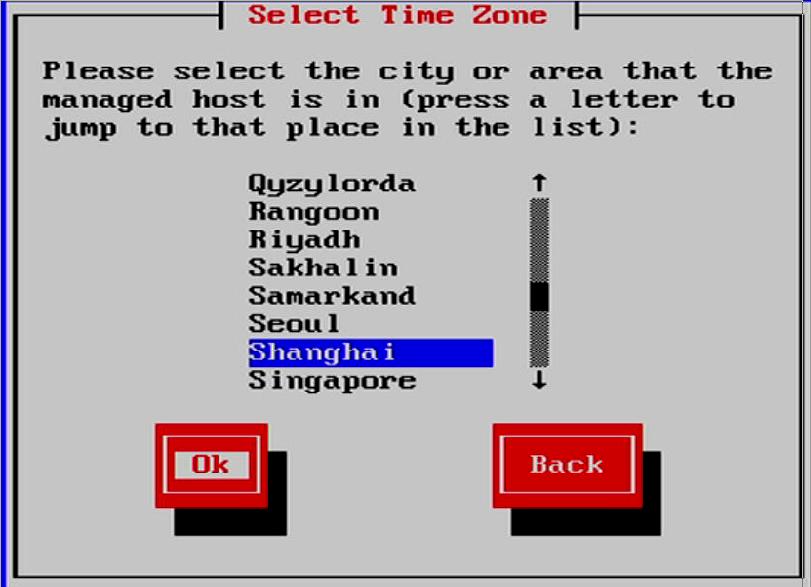 Select Time Zone
Please select the city or area that the
managed host is in (press a letter to
jump to that place in the list):
Qyzylorda
Rangoon
Riyadh
Sakhalin
Samarkand
Seoul
Shanghai
Singapore
Ok Back